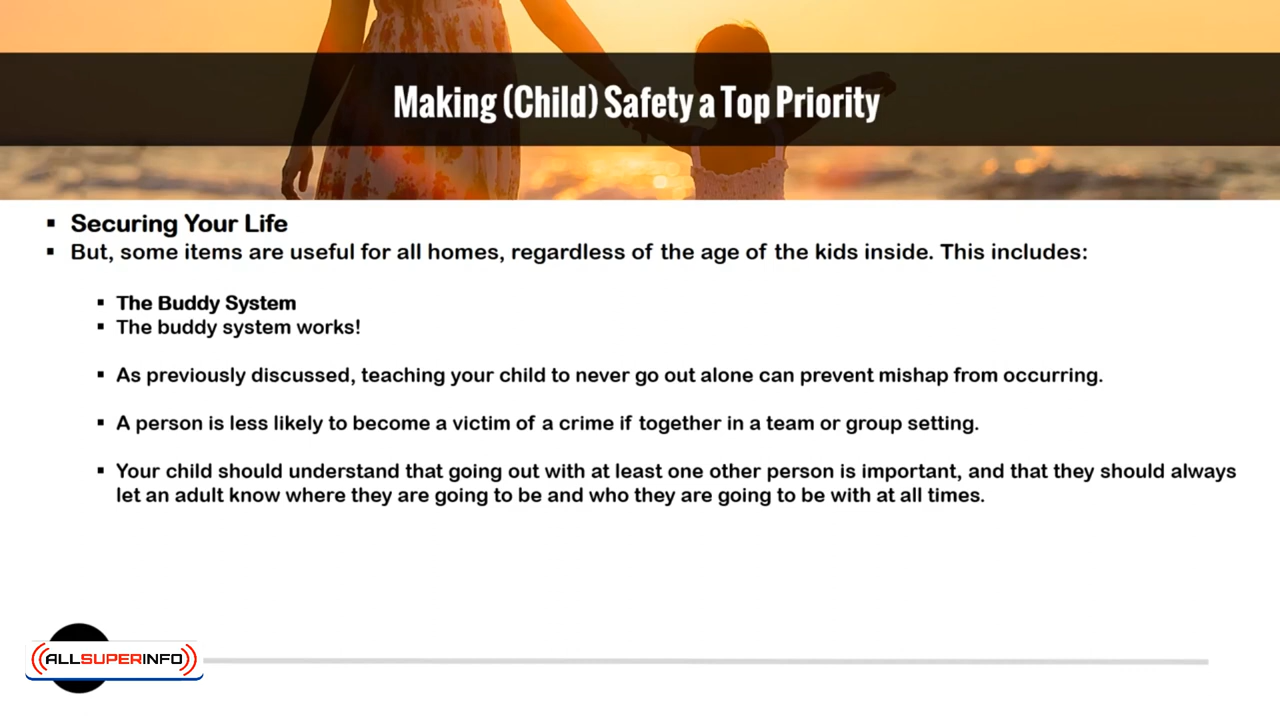 Making (Child) Safety a Top Priority
Securing Your Life
But, some items are useful for all homes, regardless of the age of the kids inside. This includes:
The Buddy System
The buddy system works!
As previously discussed, teaching your child to never go out alone can prevent mishap from occurring.
A person is less likely to become a victim of a crime if together in a team or group setting.
Your child should understand that going out with at least one other person is important, and that they should always
let an adult know where they are going to be and who they are going to be with at all times.
ALLSUPERINFO